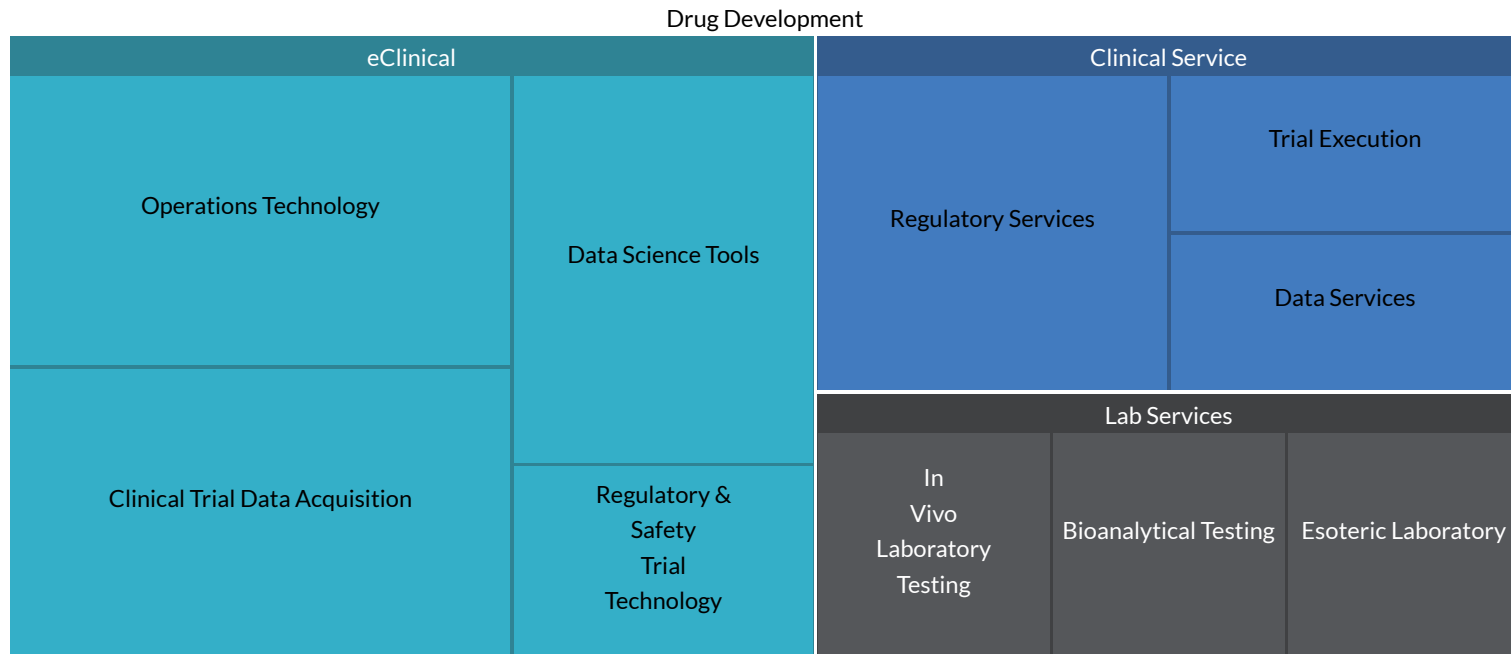 Drug Development
eClinical
Operations Technology
Data Science Tools
Clinical Trial Data Acquisition
Regulatory &
Safety
Trial
Technology
Clinical Service
Regulatory Services
Trial Execution
Data Services
Lab Services
In
Vivo
Laboratory
Testing
Bioanalytical Testing
Esoteric Laboratory